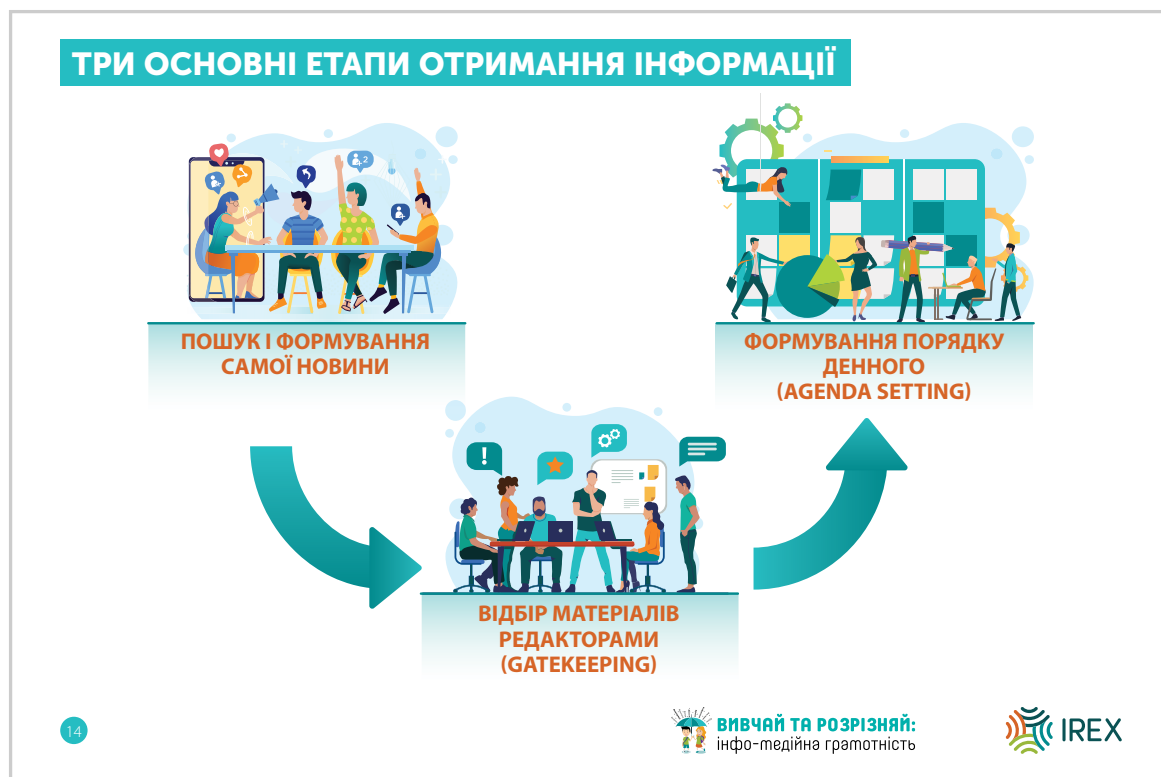 ТРИ ОСНОВНІ ЕТАПИ ОТРИМАННЯ ІНФОРМАЦІЇ
2
ПОШУК І ФОРМУВАННЯ
САМОЇ НОВИНИ
ФОРМУВАННЯ ПОРЯДКУ
ДЕННОГО
(AGENDA SETTING)
!
ВІДБІР МАТЕРІАЛІВ
РЕДАКТОРАМИ
(GATEKEEPING)
14
ВИВЧАЙ ТА РОЗРІЗНЯЙ:
інфо-медійна грамотність
IREX